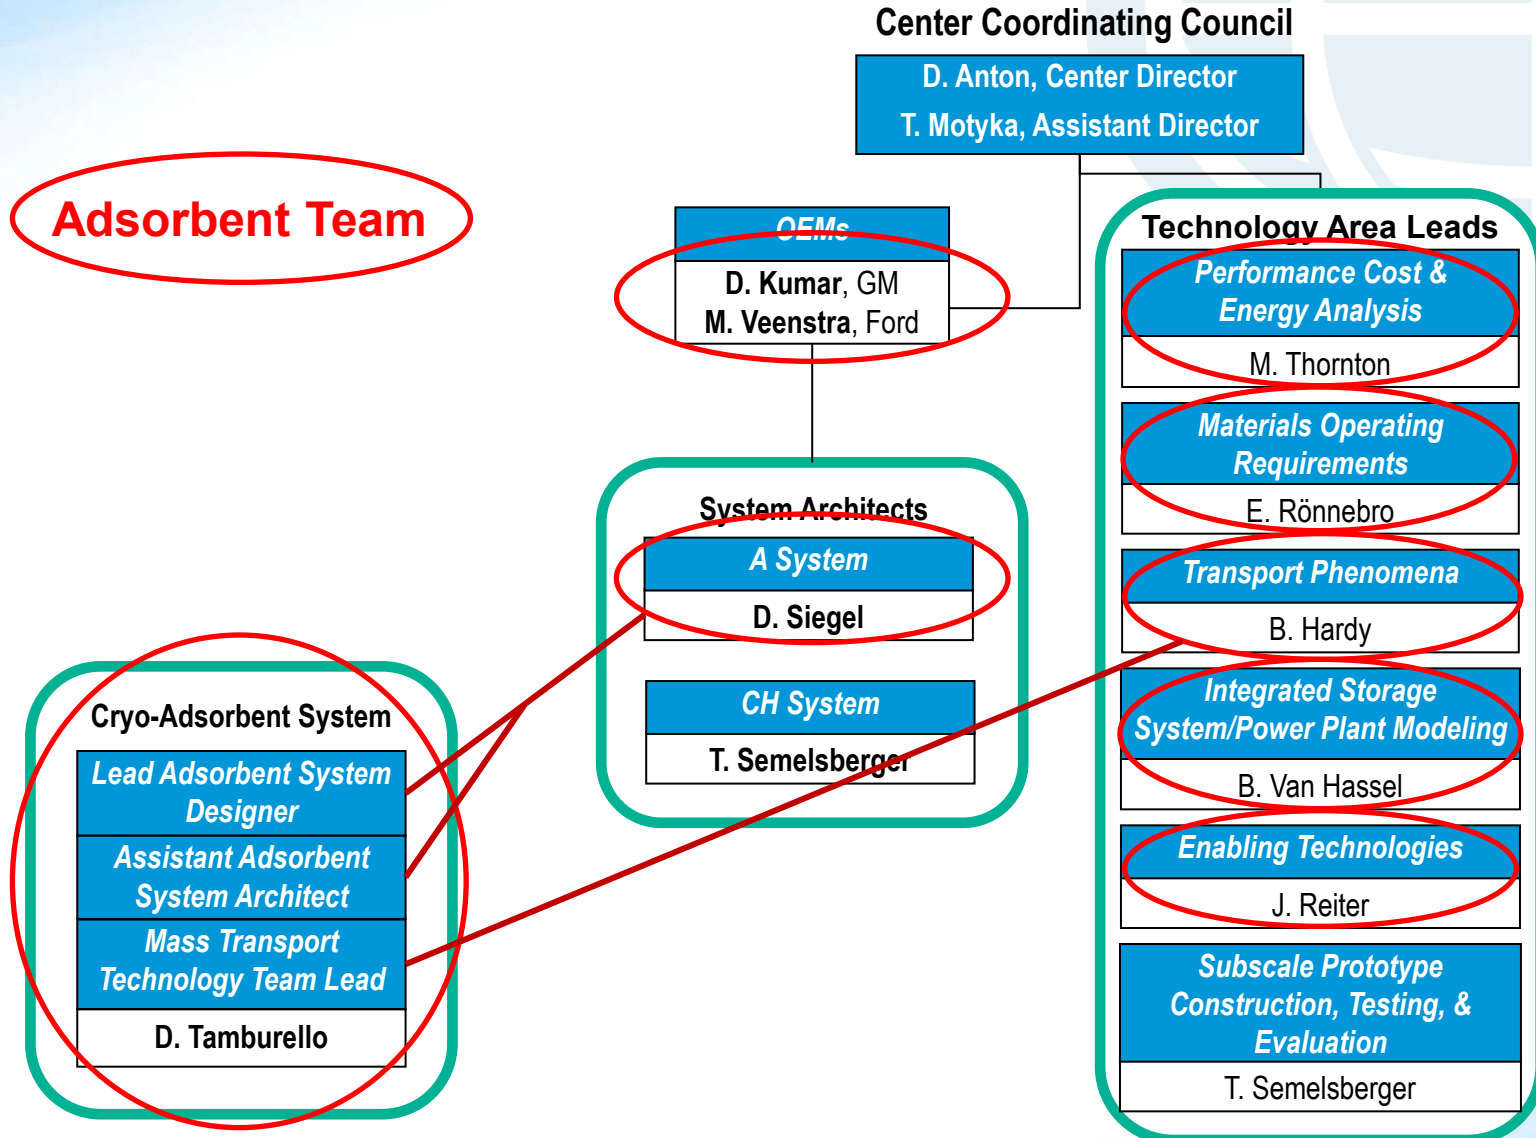 Center Coordinating Council
D. Anton, Center Director
T. Motyka, Assistant Director
Adsorbent Team
OEMs
D. Kumar, GM
M. Veenstra, Ford
System Architects
A System
D. Siegel
CH System
T. Semelsberger
Cryo-Adsorbent System
Lead Adsorbent System
Designer
Assistant Adsorbent
System Architect
Mass Transport
Technology Team Lead
D. Tamburello
Technology Area Leads
Performance Cost &
Energy Analysis
M. Thornton
Materials Operating
Requirements
E. Rönnebro
Transport Phenomena
B. Hardy
Integrated Storage
System/Power Plant Modeling
B. Van Hassel
Enabling Technologies
J. Reiter
Subscale Prototype
Construction, Testing, &
Evaluation
T. Semelsberger